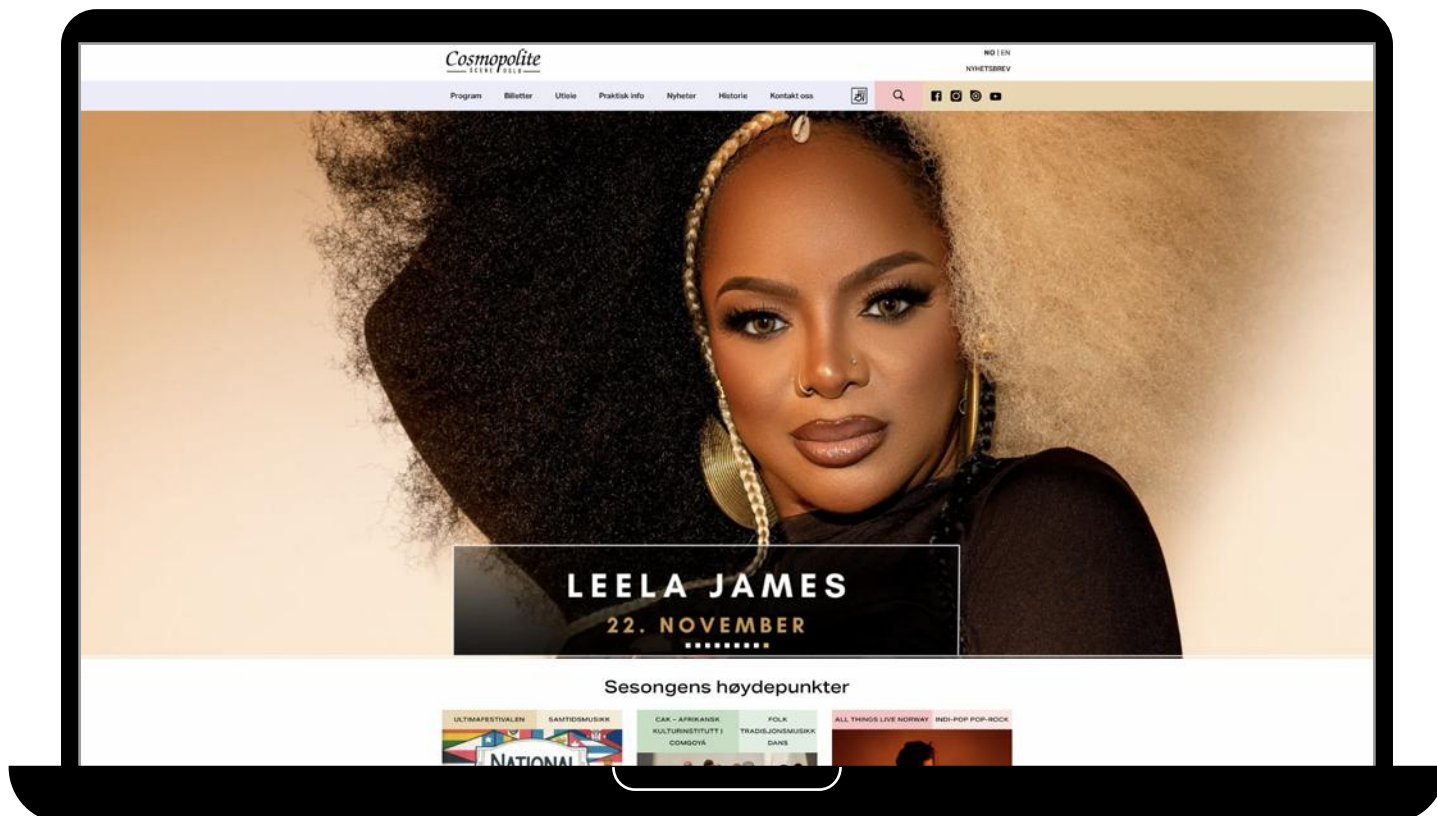 Cosmopolite
SCENE OSLO
NO | EN
NYHETSBREV
Program Billetter Utleie Praktisk info Nyheter Historie Kontakt oss
LEELA JAMES
22. NOVEMBER
Sesongens høydepunkter
ULTIMAFESTIVALEN SAMTIDSMUSIKK
CAK – AFRIKANSK
KULTURINSTITUTT |
COMGOYÁ
FOLK
TRADISJONSMUSIKK
DANS
ALL THINGS LIVE NORWAY INDI-POP POP-ROCK
NATIONAL